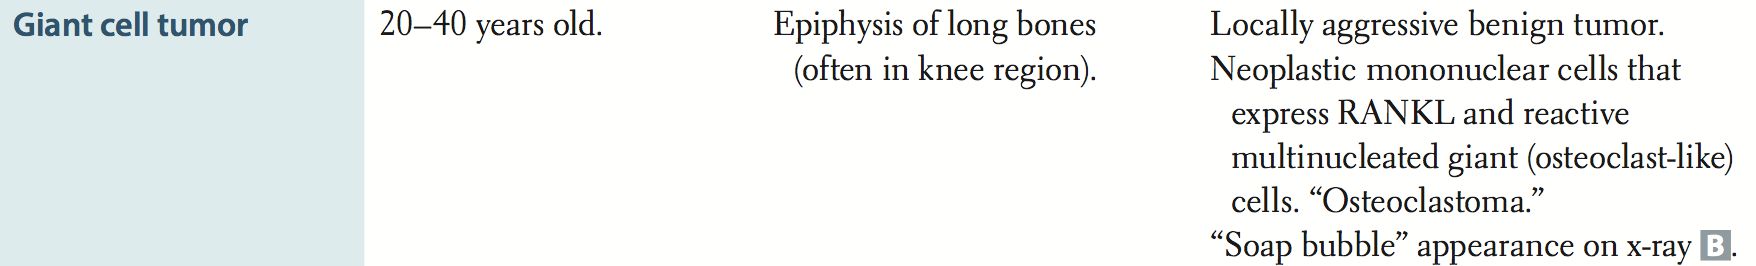 Giant cell tumor
20–40 years old.
Epiphysis of long bones
(often in knee region).
Locally aggressive benign tumor.
Neoplastic mononuclear cells that
express RANKL and reactive
multinucleated giant (osteoclast-like)
cells. “Osteoclastoma.”
“Soap bubble” appearance on x-ray B.